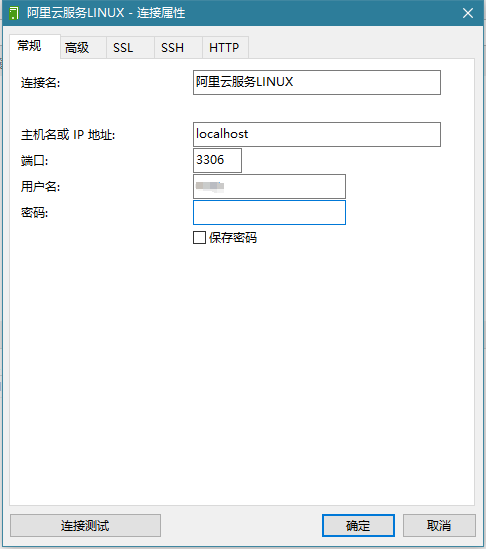 阿里云服务LINUX - 连接属性
常规 高级 SSL SSH HTTP
连接名: 阿里云服务LINUX
主机名或 IP 地址: localhost
端口: 3306
用户名:
密码:
保存密码
连接测试 确定 取消